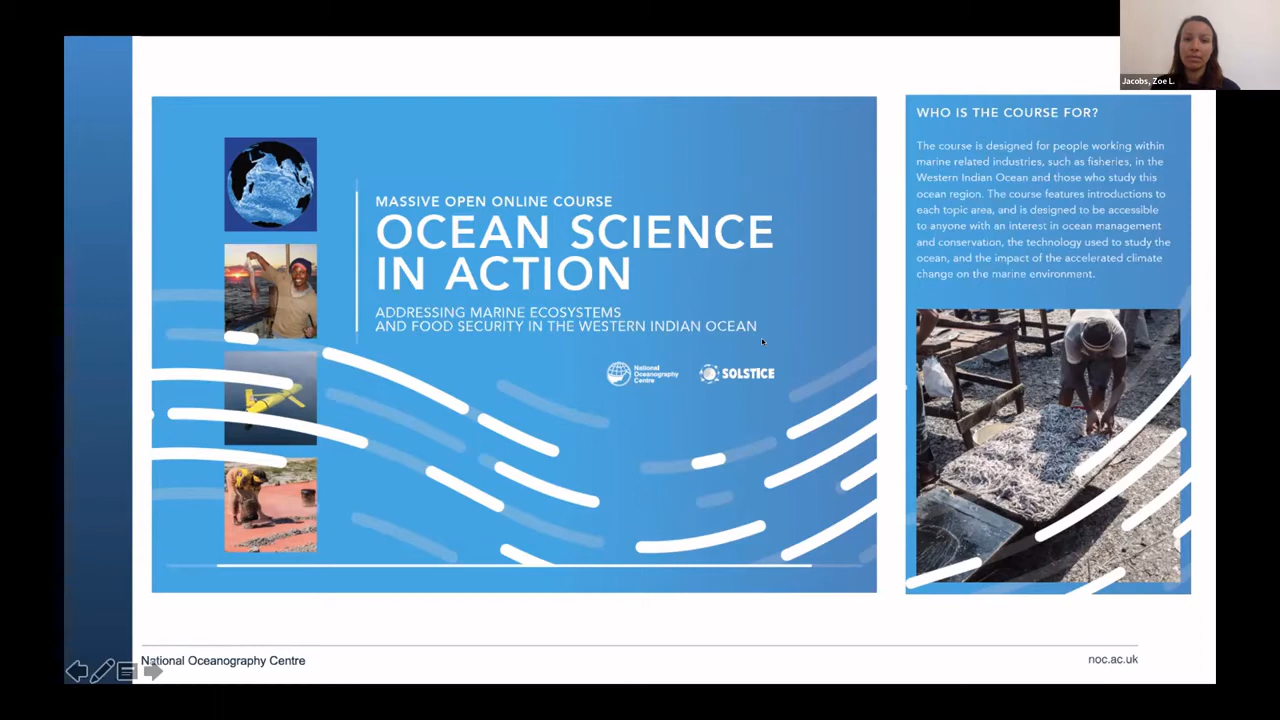 Jacobs, Zoe L.
MASSIVE OPEN ONLINE COURSE
OCEAN SCIENCE
IN ACTION
ADDRESSING MARINE ECOSYSTEMS
AND FOOD SECURITY IN THE WESTERN INDIAN OCEAN
National
Oceanography
Centre
SOLSTICE
WHO IS THE COURSE FOR?
The course is designed for people working within
marine related industries, such as fisheries, in the
Western Indian Ocean and those who study this
ocean region. The course features introductions to
each topic area, and is designed to be accessible
to anyone with an interest in ocean management
and conservation, the technology used to study the
ocean, and the impact of the accelerated climate
change on the marine environment.
National Oceanography Centre
noc.ac.uk